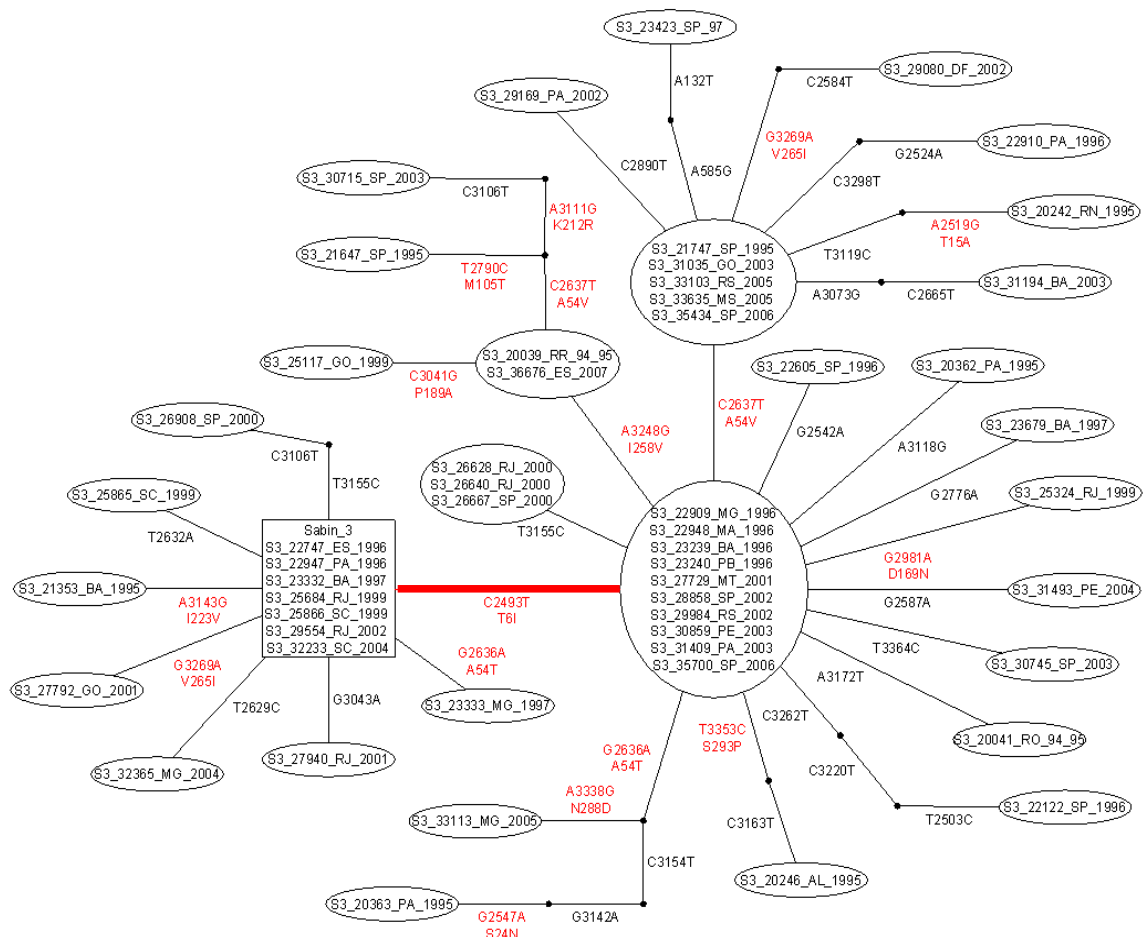 S3_23423_SP_97
S3_29080_DF_2002
C2584T
A132T
S3_29169_PA_2002
G3269A
V265I
S3_22910_PA_1996
G2524A
C2890T
A585G
C3298T
S3_30715_SP_2003
C3106T
A3111G
K212R
S3_20242_RN_1995
A2519G
T15A
T3119C
S3_21647_SP_1995
T2790C
M105T
C2637T
A54V
S3_21747_SP_1995
S3_31035_GO_2003
S3_33103_RS_2005
S3_33635_MS_2005
S3_35434_SP_2006
A3073G
C2665T
S3_31194_BA_2003
S3_25117_GO_1999
C3041G
P189A
S3_20039_RR_94_95
S3_36676_ES_2007
S3_22605_SP_1996
S3_20362_PA_1995
C2637T
A54V
G2542A
A3118G
S3_26908_SP_2000
C3106T
A3248G
I258V
S3_23679_BA_1997
G2776A
S3_26628_RJ_2000
S3_26640_RJ_2000
S3_26667_SP_2000
T3155C
S3_25865_SC_1999
T2632A
T3155C
S3_25324_RJ_1999
G2981A
D169N
Sabin_3
S3_22747_ES_1996
S3_22947_PA_1996
S3_23332_BA_1997
S3_25684_RJ_1999
S3_25866_SC_1999
S3_29554_RJ_2002
S3_32233_SC_2004
C2493T
T6I
S3_22909_MG_1996
S3_22948_MA_1996
S3_23239_BA_1996
S3_23240_PB_1996
S3_27729_MT_2001
S3_28858_SP_2002
S3_29984_RS_2002
S3_30859_PE_2003
S3_31409_PA_2003
S3_35700_SP_2006
S3_21353_BA_1995
A3143G
I223V
G2587A
S3_31493_PE_2004
T3364C
S3_30745_SP_2003
G3269A
V265I
S3_27792_GO_2001
G2636A
A54T
S3_23333_MG_1997
A3172T
S3_20041_RO_94_95
T2629C
G3043A
S3_32365_MG_2004
S3_27940_RJ_2001
G2636A
A54T
T3353C
S293P
C3262T
C3220T
A3338G
N288D
S3_33113_MG_2005
C3163T
T2503C
S3_22122_SP_1996
C3154T
S3_20246_AL_1995
S3_20363_PA_1995
G2547A
S24N
G3142A